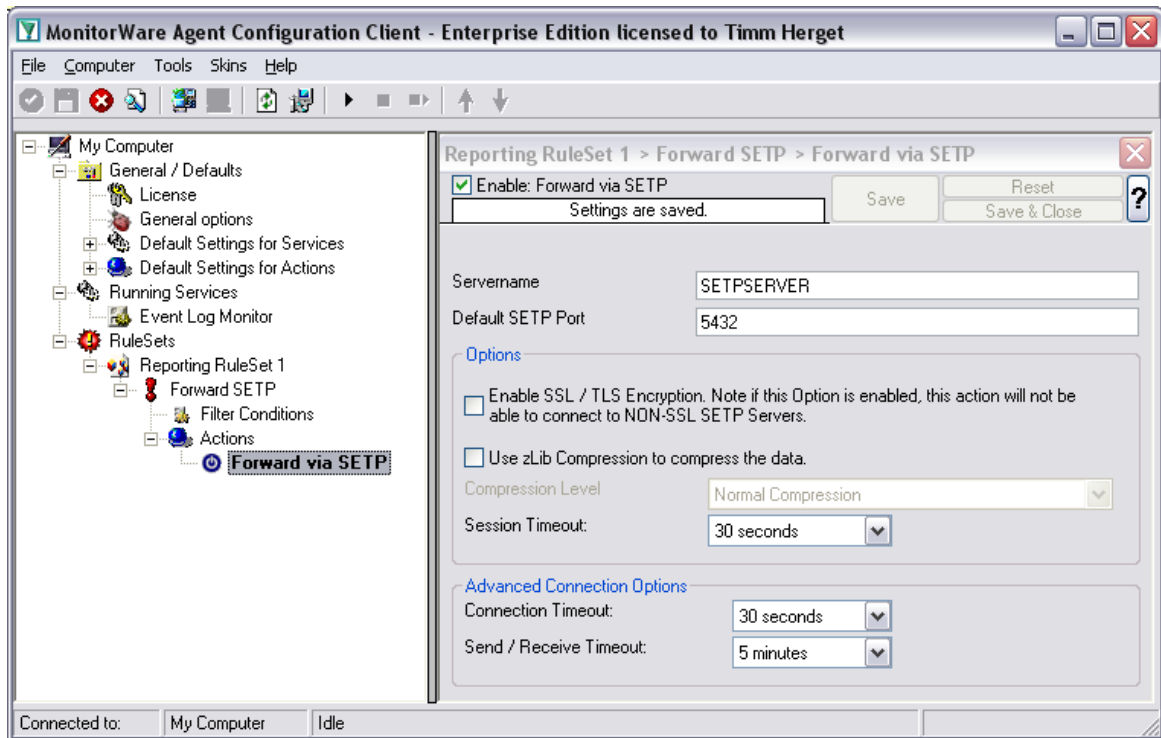 MonitorWare Agent Configuration Client - Enterprise Edition licensed to Timm Herget
File Computer Tools Skins Help
My Computer
General / Defaults
License
General options
Default Settings for Services
Default Settings for Actions
Running Services
Event Log Monitor
RuleSets
Reporting RuleSet 1
Forward SETP
Filter Conditions
Actions
Forward via SETP
Reporting RuleSet 1 > Forward SETP > Forward via SETP
Enable: Forward via SETP
Settings are saved.
Save
Reset
Save & Close
?
Servername
SETPSERVER
Default SETP Port
5432
Options
Enable SSL / TLS Encryption. Note if this Option is enabled, this action will not be
able to connect to NON-SSL SETP Servers.
Use zLib Compression to compress the data.
Compression Level
Normal Compression
Session Timeout:
30 seconds
Advanced Connection Options
Connection Timeout:
30 seconds
Send / Receive Timeout:
5 minutes
Connected to:
My Computer
Idle